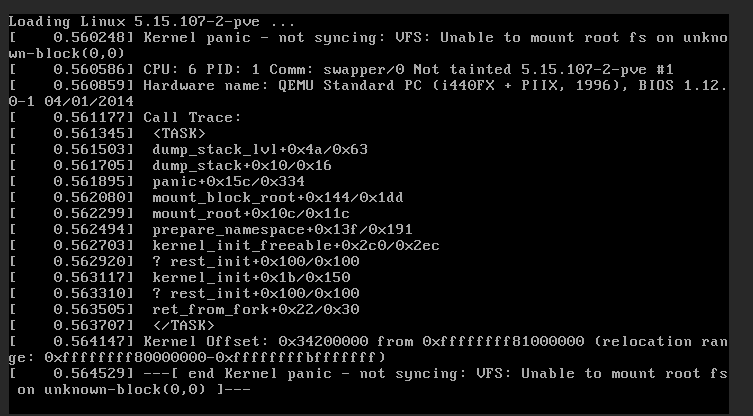 Loading Linux 5.15.107-2-pve ...
[    0.560248] Kernel panic - not syncing: VFS: Unable to mount root fs on unkno
wn-block(0,0)
[    0.560586] CPU: 6 PID: 1 Comm: swapper/0 Not tainted 5.15.107-2-pve #1
[    0.560859] Hardware name: QEMU Standard PC (i440FX + PIIX, 1996), BIOS 1.12.
0-1 04/01/2014
[    0.561177] Call Trace:
[    0.561345]  <TASK>
[    0.561503]  dump_stack_lvl+0x4a/0x63
[    0.561705]  dump_stack+0x10/0x16
[    0.561895]  panic+0x15c/0x334
[    0.562080]  mount_block_root+0x144/0x1dd
[    0.562299]  mount_root+0x10c/0x11c
[    0.562494]  prepare_namespace+0x13f/0x191
[    0.562703]  kernel_init_freeable+0x2c0/0x2ec
[    0.562920]  ? rest_init+0x100/0x100
[    0.563117]  kernel_init+0x1b/0x150
[    0.563310]  ? rest_init+0x100/0x100
[    0.563505]  ret_from_fork+0x22/0x30
[    0.563707]  </TASK>
[    0.564147] Kernel Offset: 0x34200000 from 0xffffffff81000000 (relocation ran
ge: 0xffffffff80000000-0xffffffffbfffffff)
[    0.564529] ---[ end Kernel panic - not syncing: VFS: Unable to mount root fs
 on unknown-block(0,0) ]---